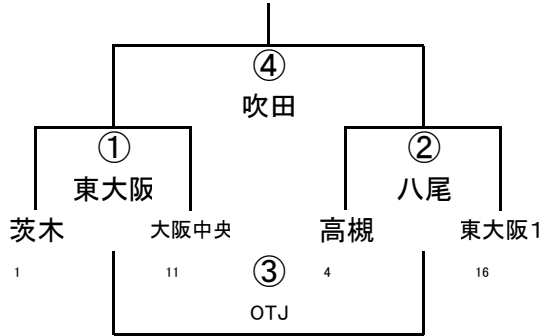 ④
吹田
① ②
東大阪 八尾
茨木 大阪中央 高槻 東大阪1
1 11 ③ 4 16
OTJ